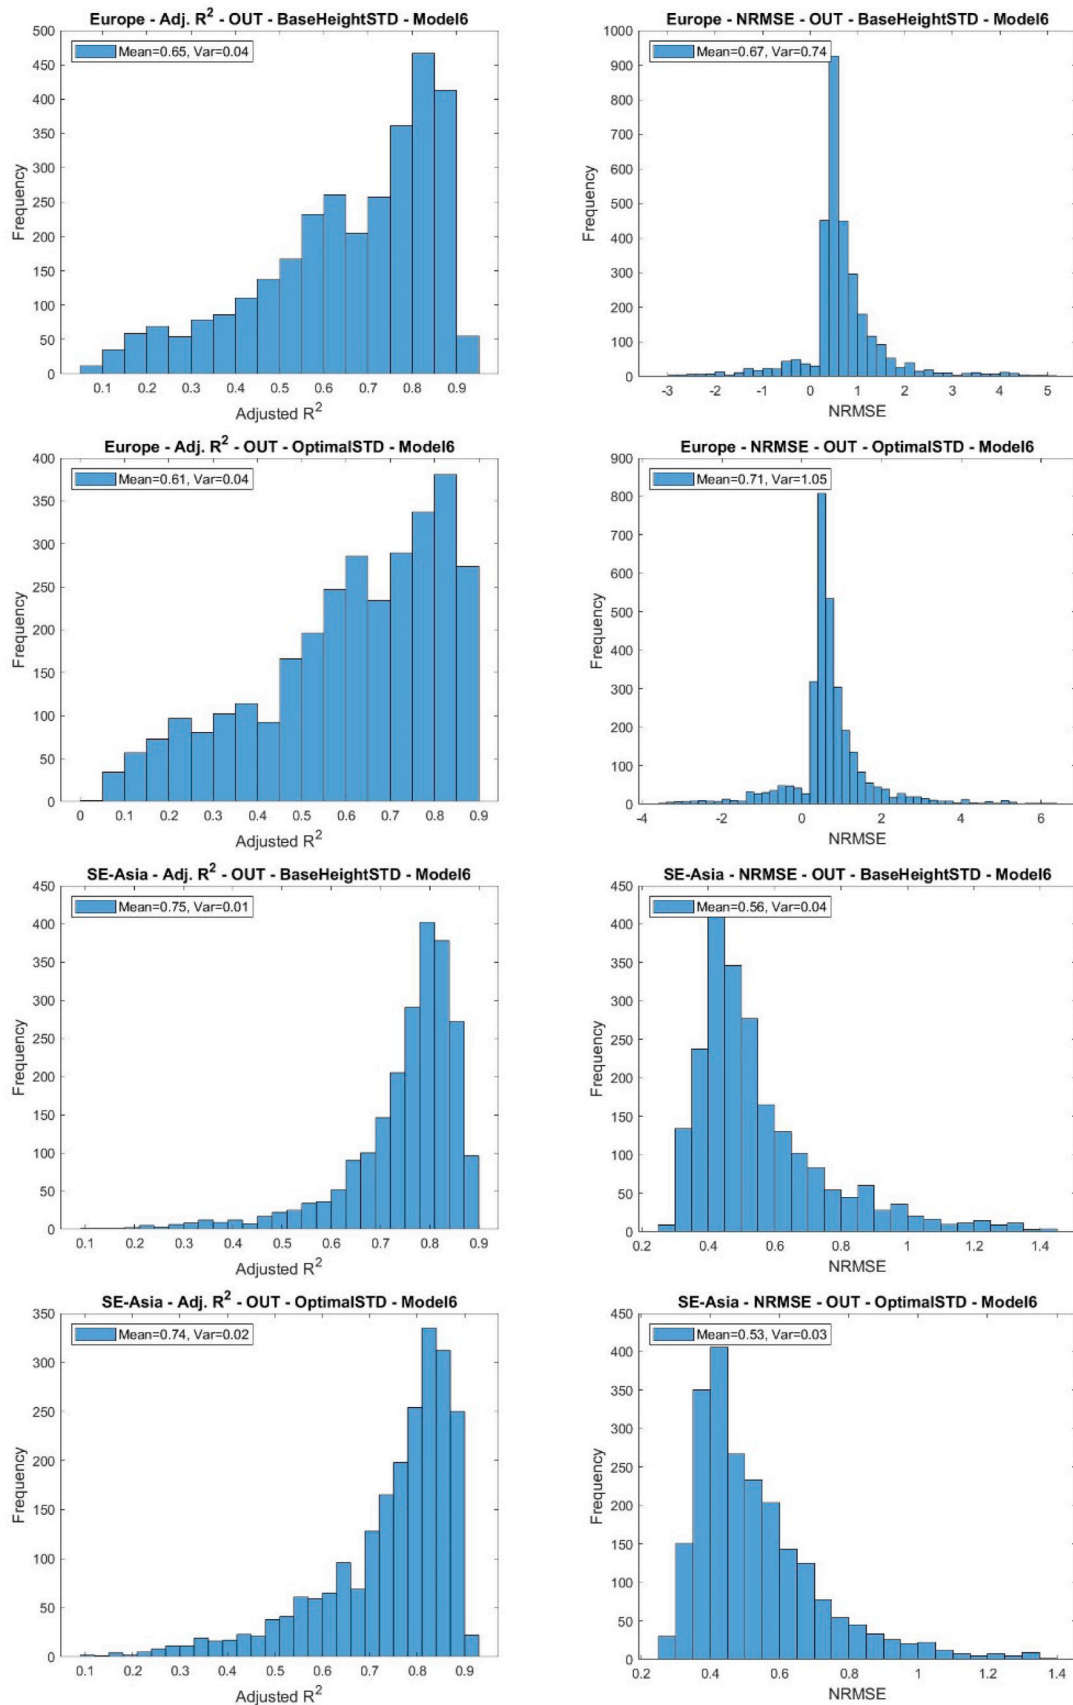 Europe - Adj. R² - OUT - BaseHeightSTD - Model6
Mean=0.65, Var=0.04
500
450
400
350
300
250
200
150
100
50
0
Frequency
0.1 0.2 0.3 0.4 0.5 0.6 0.7 0.8 0.9
Adjusted R²
Europe - NRMSE - OUT - BaseHeightSTD - Model6
Mean=0.67, Var=0.74
1000
900
800
700
600
500
400
300
200
100
0
Frequency
-3 -2 -1 0 1 2 3 4 5
NRMSE
Europe - Adj. R² - OUT - OptimalSTD - Model6
Mean=0.61, Var=0.04
400
350
300
250
200
150
100
50
0
Frequency
0 0.1 0.2 0.3 0.4 0.5 0.6 0.7 0.8 0.9
Adjusted R²
Europe - NRMSE - OUT - OptimalSTD - Model6
Mean=0.71, Var=1.05
900
800
700
600
500
400
300
200
100
0
Frequency
-4 -2 0 2 4 6
NRMSE
SE-Asia - Adj. R² - OUT - BaseHeightSTD - Model6
Mean=0.75, Var=0.01
450
400
350
300
250
200
150
100
50
0
Frequency
0.1 0.2 0.3 0.4 0.5 0.6 0.7 0.8 0.9
Adjusted R²
SE-Asia - NRMSE - OUT - BaseHeightSTD - Model6
Mean=0.56, Var=0.04
450
400
350
300
250
200
150
100
50
0
Frequency
0.2 0.4 0.6 0.8 1 1.2 1.4
NRMSE
SE-Asia - Adj. R² - OUT - OptimalSTD - Model6
Mean=0.74, Var=0.02
350
300
250
200
150
100
50
0
Frequency
0.1 0.2 0.3 0.4 0.5 0.6 0.7 0.8 0.9
Adjusted R²
SE-Asia - NRMSE - OUT - OptimalSTD - Model6
Mean=0.53, Var=0.03
450
400
350
300
250
200
150
100
50
0
Frequency
0.2 0.4 0.6 0.8 1 1.2 1.4
NRMSE